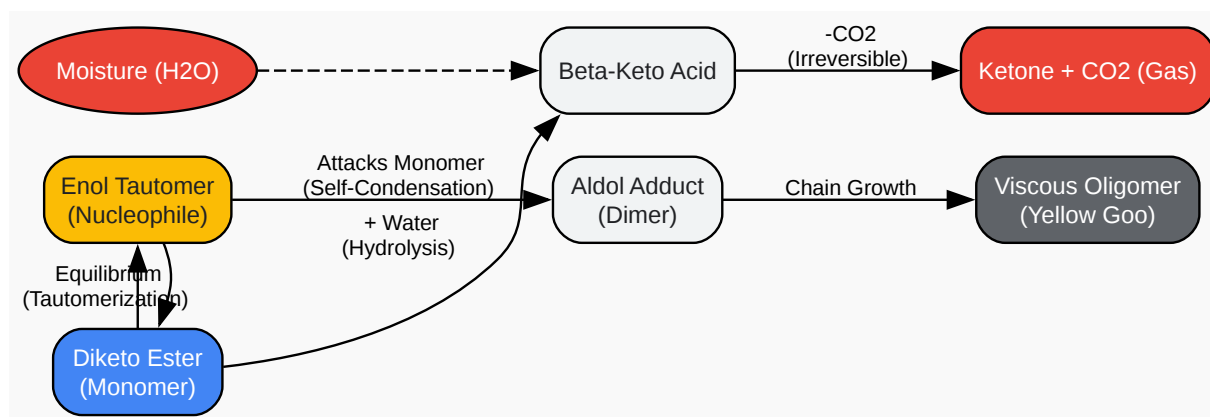 Moisture (H2O)
Beta-Keto Acid
-CO2
(Irreversible)
Ketone + CO2 (Gas)
Enol Tautomer
(Nucleophile)
Attacks Monomer
(Self-Condensation)
+ Water
(Hydrolysis)
Aldol Adduct
(Dimer)
Chain Growth
Viscous Oligomer
(Yellow Goo)
Equilibrium
(Tautomerization)
Diketo Ester
(Monomer)